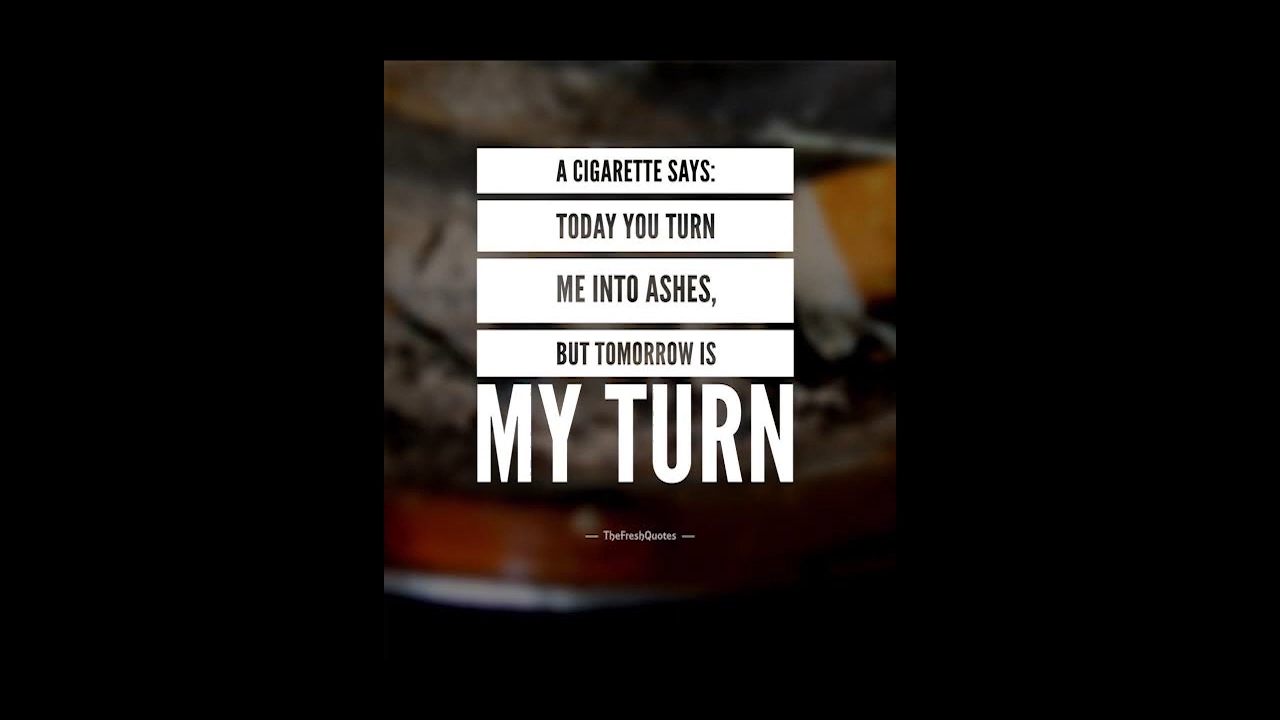 A CIGARETTE SAYS:
TODAY YOU TURN
ME INTO ASHES,
BUT TOMORROW IS
MY TURN
— TheFreshQuotes —